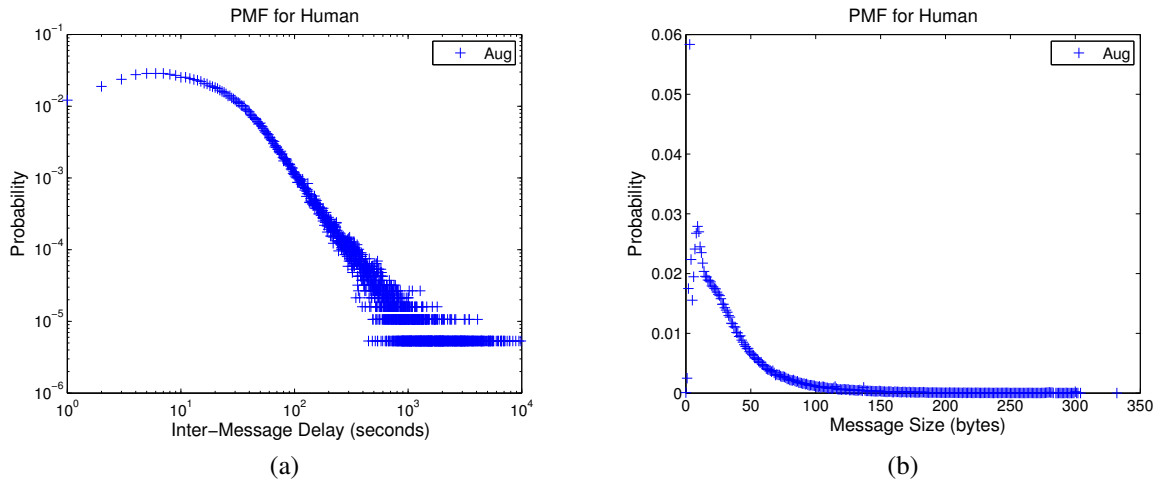 PMF for Human
Aug
Probability
10^−1
10^−2
10^−3
10^−4
10^−5
10^−6
10^0 10^1 10^2 10^3 10^4
Inter−Message Delay (seconds)
(a)
PMF for Human
Aug
Probability
0.06
0.05
0.04
0.03
0.02
0.01
0
0 50 100 150 200 250 300 350
Message Size (bytes)
(b)